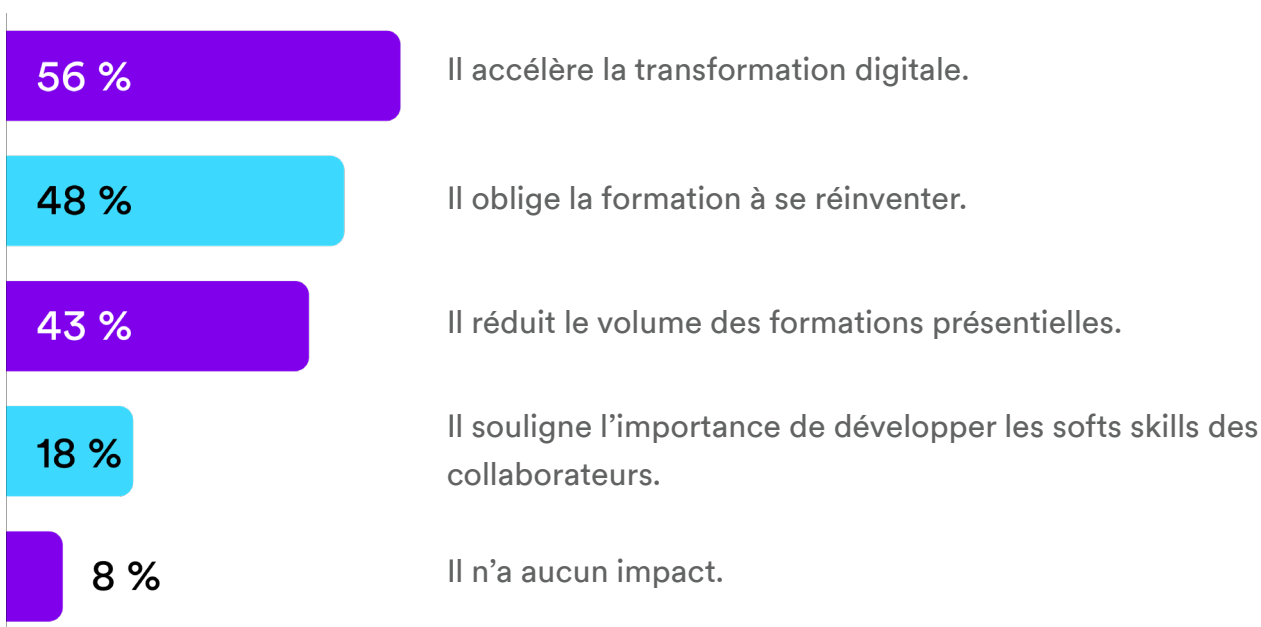 56 % Il accélère la transformation digitale.
48 % Il oblige la formation à se réinventer.
43 % Il réduit le volume des formations présentielles.
18 % Il souligne l’importance de développer les softs skills des
collaborateurs.
8 % Il n’a aucun impact.